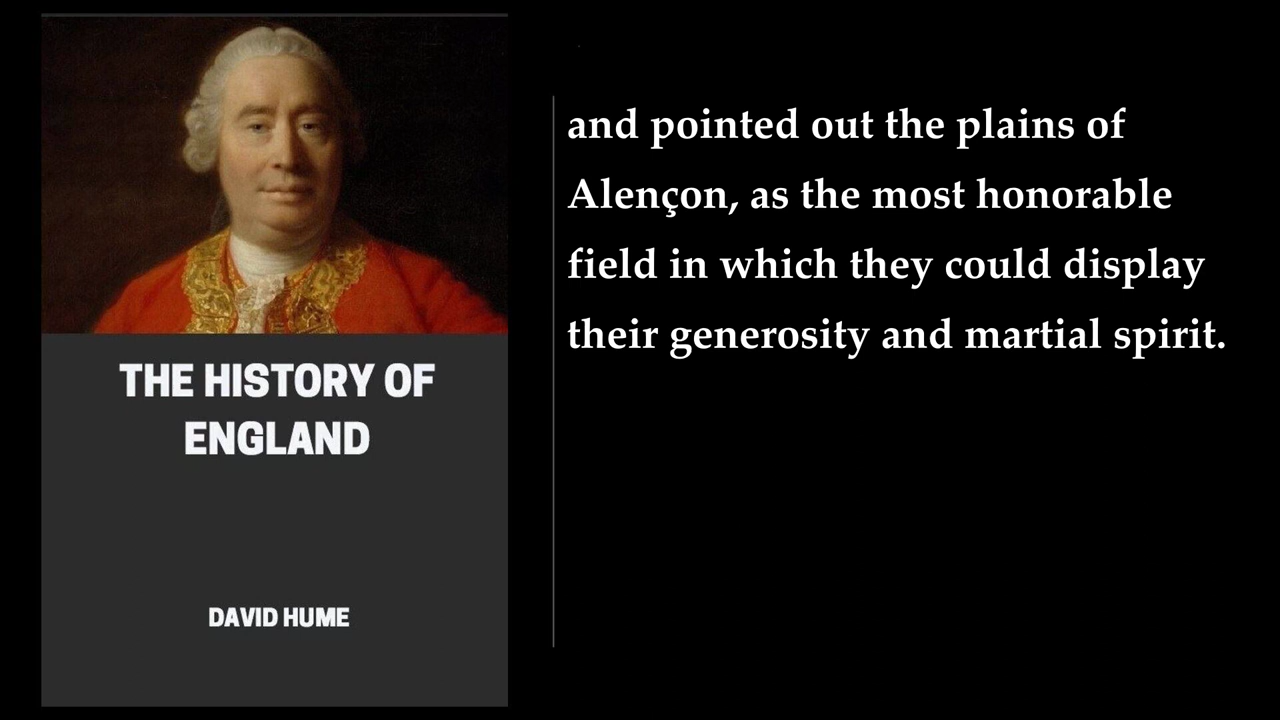 THE HISTORY OF
ENGLAND
DAVID HUME
and pointed out the plains of
Alençon, as the most honorable
field in which they could display
their generosity and martial spirit.